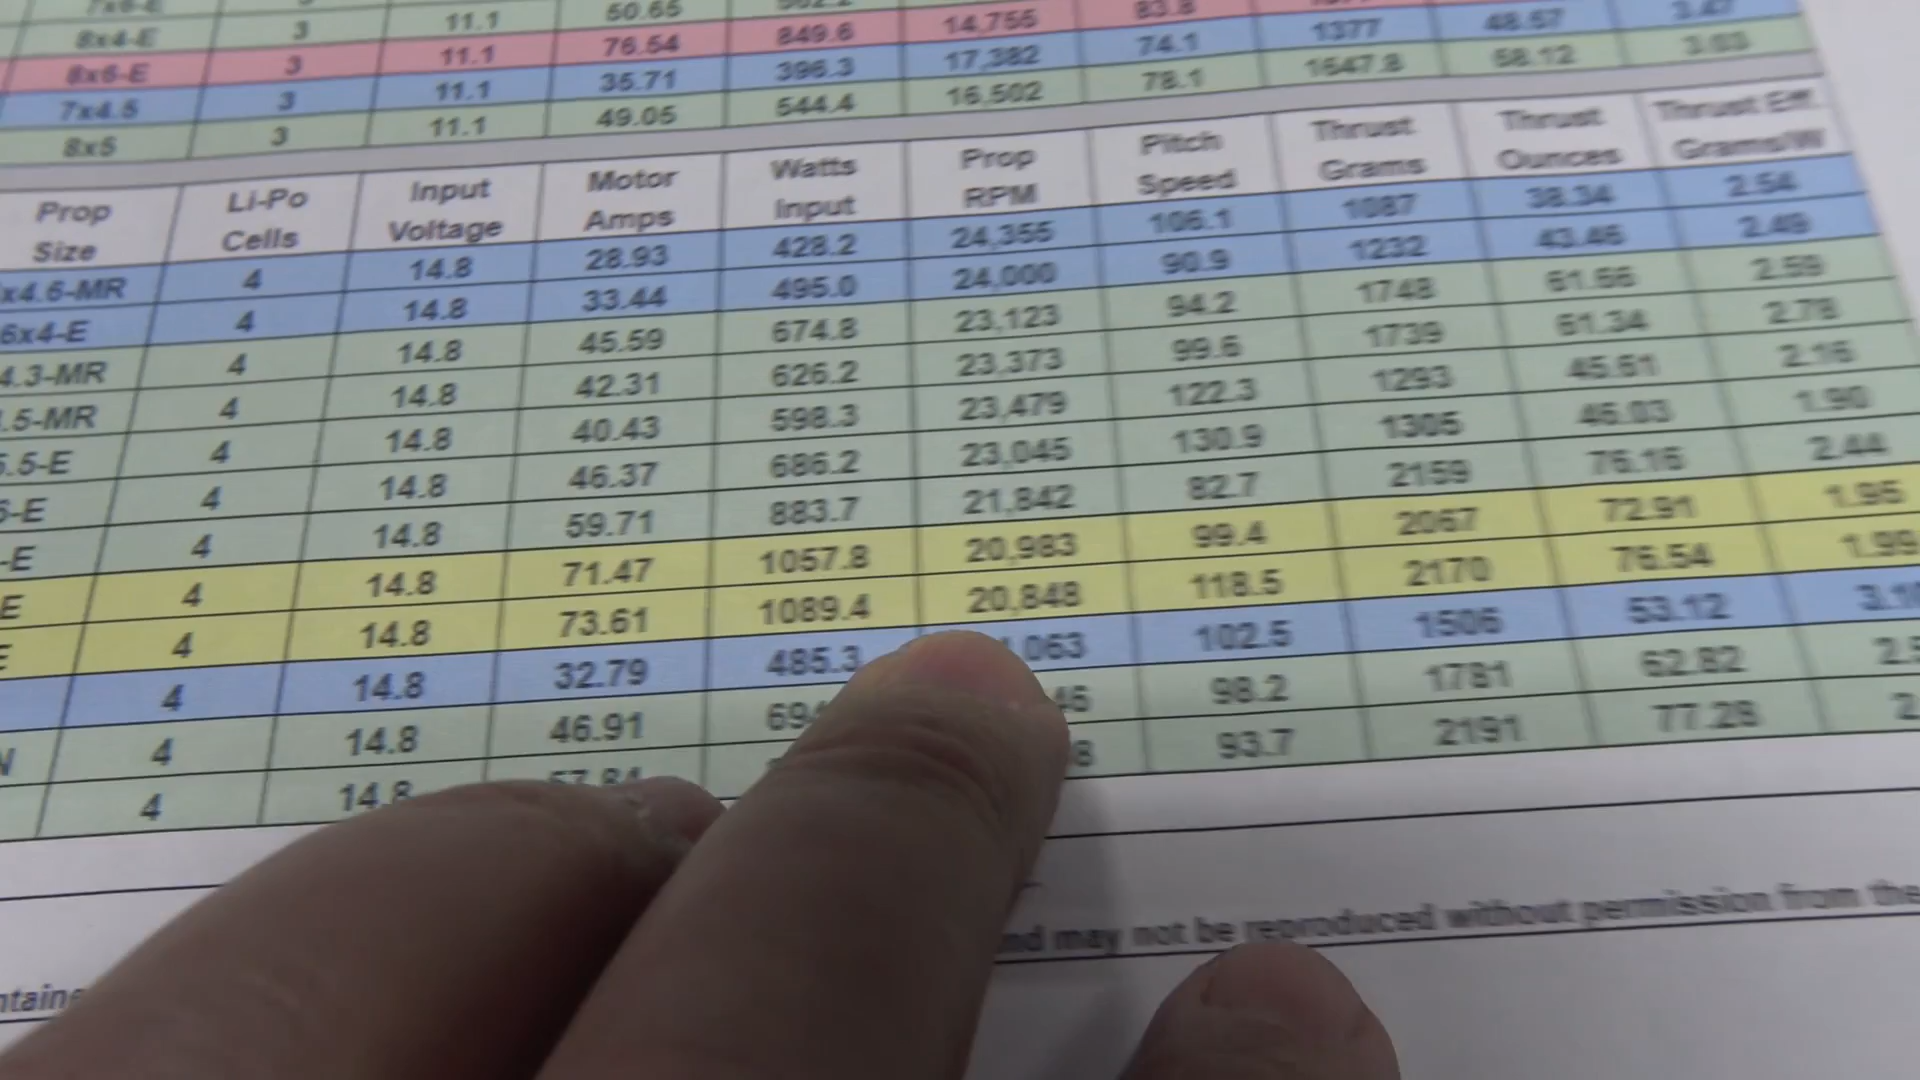 8x4-E 3 11.1 50.65
8x6-E 3 11.1 76.54 849.6 14,755 83.8
7x4.5 3 11.1 35.71 396.3 17,382 74.1 1377 48.57 3.47
8x5 3 11.1 49.05 544.4 16,502 78.1 1647.8 58.12 3.03
Prop Size Li-Po Cells Input Voltage Motor Amps Watts Input Prop RPM Pitch Speed Thrust Grams Thrust Ounces Thrust Eff. Grams/W
x4.6-MR 4 14.8 28.93 428.2 24,355 106.1 1087 38.34 2.54
6x4-E 4 14.8 33.44 495.0 24,000 90.9 1232 43.46 2.49
4.3-MR 4 14.8 45.59 674.8 23,123 94.2 1748 61.66 2.59
.5-MR 4 14.8 42.31 626.2 23,373 99.6 1739 61.34 2.78
5.5-E 4 14.8 40.43 598.3 23,479 122.3 1293 45.61 2.16
6-E 4 14.8 46.37 686.2 23,045 130.9 1305 46.03 1.90
-E 4 14.8 59.71 883.7 21,842 82.7 2159 76.16 2.44
E 4 14.8 71.47 1057.8 20,983 99.4 2067 72.91 1.95
E 4 14.8 73.61 1089.4 20,848 118.5 2170 76.54 1.99
4 14.8 32.79 485.3 ,063 102.5 1506 53.12 3.1
N 4 14.8 46.91 69 46 98.2 1781 62.82 2.5
4 14.8 57.84 8 93.7 2191 77.28 2.
nd may not be reproduced without permission from the
ntaine